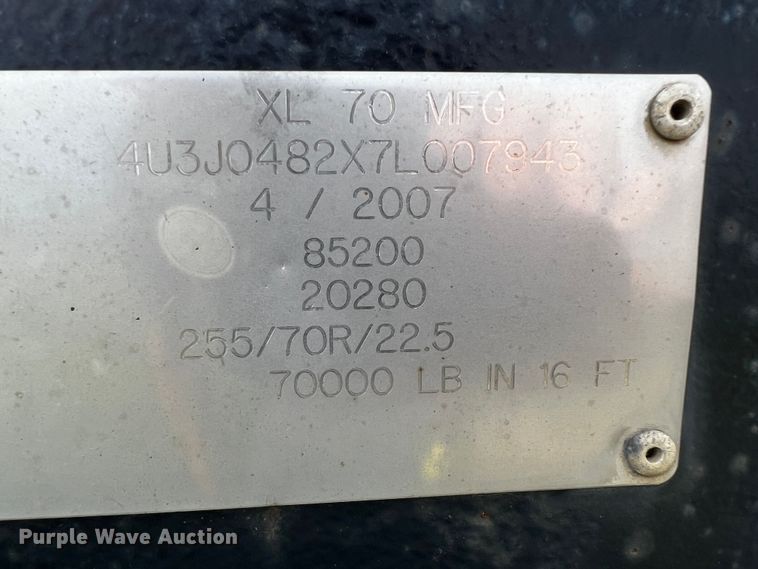 XL 70 MFG
4U3J0482X7L007943
4 / 2007
85200
20280
255/70R/22.5
70000 LB IN 16 FT
Purple Wave Auction